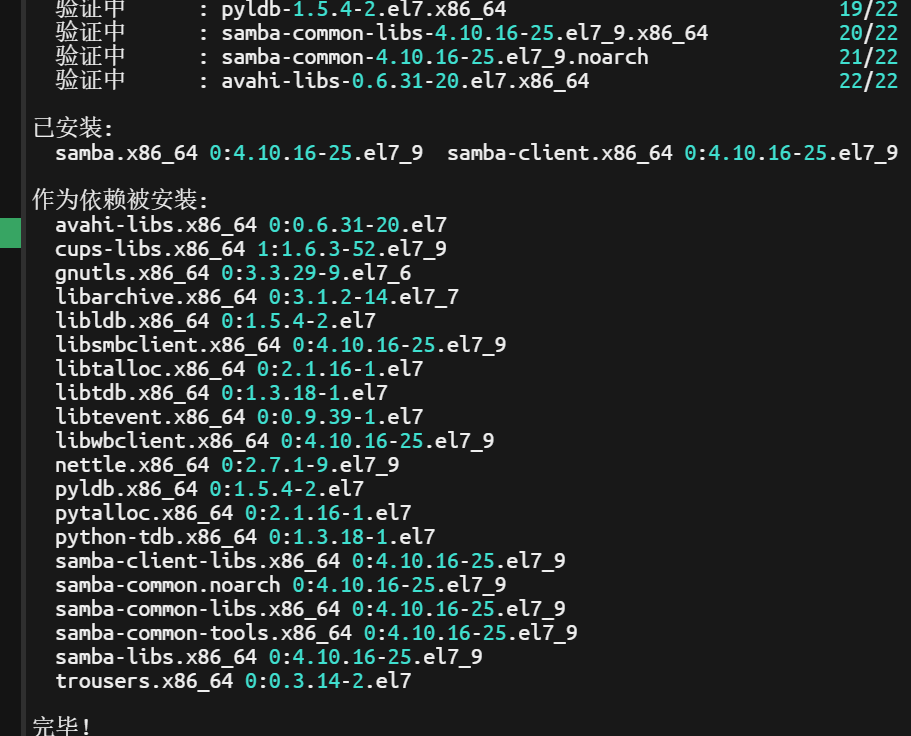 验证中 : pyldb-1.5.4-2.el7.x86_64 19/22
验证中 : samba-common-libs-4.10.16-25.el7_9.x86_64 20/22
验证中 : samba-common-4.10.16-25.el7_9.noarch 21/22
验证中 : avahi-libs-0.6.31-20.el7.x86_64 22/22
已安装:
samba.x86_64 0:4.10.16-25.el7_9 samba-client.x86_64 0:4.10.16-25.el7_9
作为依赖被安装:
avahi-libs.x86_64 0:0.6.31-20.el7
cups-libs.x86_64 1:1.6.3-52.el7_9
gnutls.x86_64 0:3.3.29-9.el7_6
libarchive.x86_64 0:3.1.2-14.el7_7
libldb.x86_64 0:1.5.4-2.el7
libsmbclient.x86_64 0:4.10.16-25.el7_9
libtalloc.x86_64 0:2.1.16-1.el7
libtdb.x86_64 0:1.3.18-1.el7
libtevent.x86_64 0:0.9.39-1.el7
libwbclient.x86_64 0:4.10.16-25.el7_9
nettle.x86_64 0:2.7.1-9.el7_9
pyldb.x86_64 0:1.5.4-2.el7
pytalloc.x86_64 0:2.1.16-1.el7
python-tdb.x86_64 0:1.3.18-1.el7
samba-client-libs.x86_64 0:4.10.16-25.el7_9
samba-common.noarch 0:4.10.16-25.el7_9
samba-common-libs.x86_64 0:4.10.16-25.el7_9
samba-common-tools.x86_64 0:4.10.16-25.el7_9
samba-libs.x86_64 0:4.10.16-25.el7_9
trousers.x86_64 0:0.3.14-2.el7
完毕!